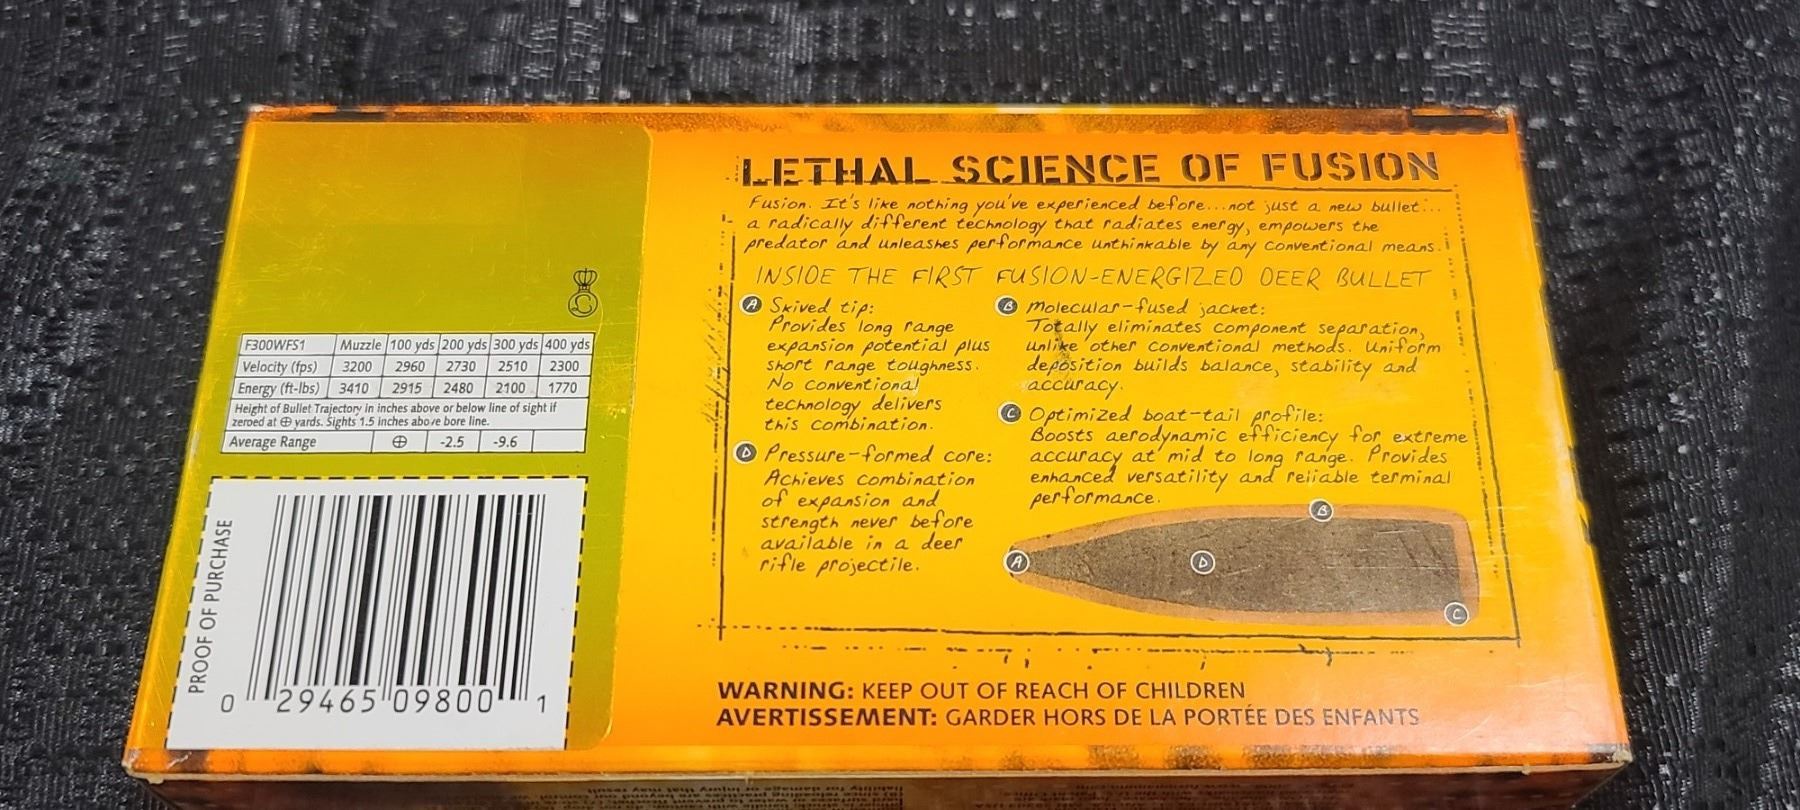 LETHAL SCIENCE OF FUSION
Fusion. It's like nothing you've experienced before...not just a new bullet...
a radically different technology that radiates energy, empowers the
predator and unleashes performance unthinkable by any conventional means.
INSIDE THE FIRST FUSION-ENERGIZED DEER BULLET
A Skived tip:
Provides long range
expansion potential plus
short range toughness.
No conventional
technology delivers
this combination.
D Pressure-formed core:
Achieves combination
of expansion and
strength never before
available in a deer
rifle projectile.
B Molecular-fused jacket:
Totally eliminates component separation,
unlike other conventional methods. Uniform
deposition builds balance, stability and
accuracy.
C Optimized boat-tail profile:
Boosts aerodynamic efficiency for extreme
accuracy at mid to long range. Provides
enhanced versatility and reliable terminal
performance.
A
B
D
C
WARNING: KEEP OUT OF REACH OF CHILDREN
AVERTISSEMENT: GARDER HORS DE LA PORTÉE DES ENFANTS
F300WFS1 Muzzle 100 yds 200 yds 300 yds 400 yds
Velocity (fps) 3200 2960 2730 2510 2300
Energy (ft-lbs) 3410 2915 2480 2100 1770
Height of Bullet Trajectory in inches above or below line of sight if
zeroed at ⊕ yards. Sights 1.5 inches above bore line.
Average Range ⊕ -2.5 -9.6
PROOF OF PURCHASE
0 29465 09800 1